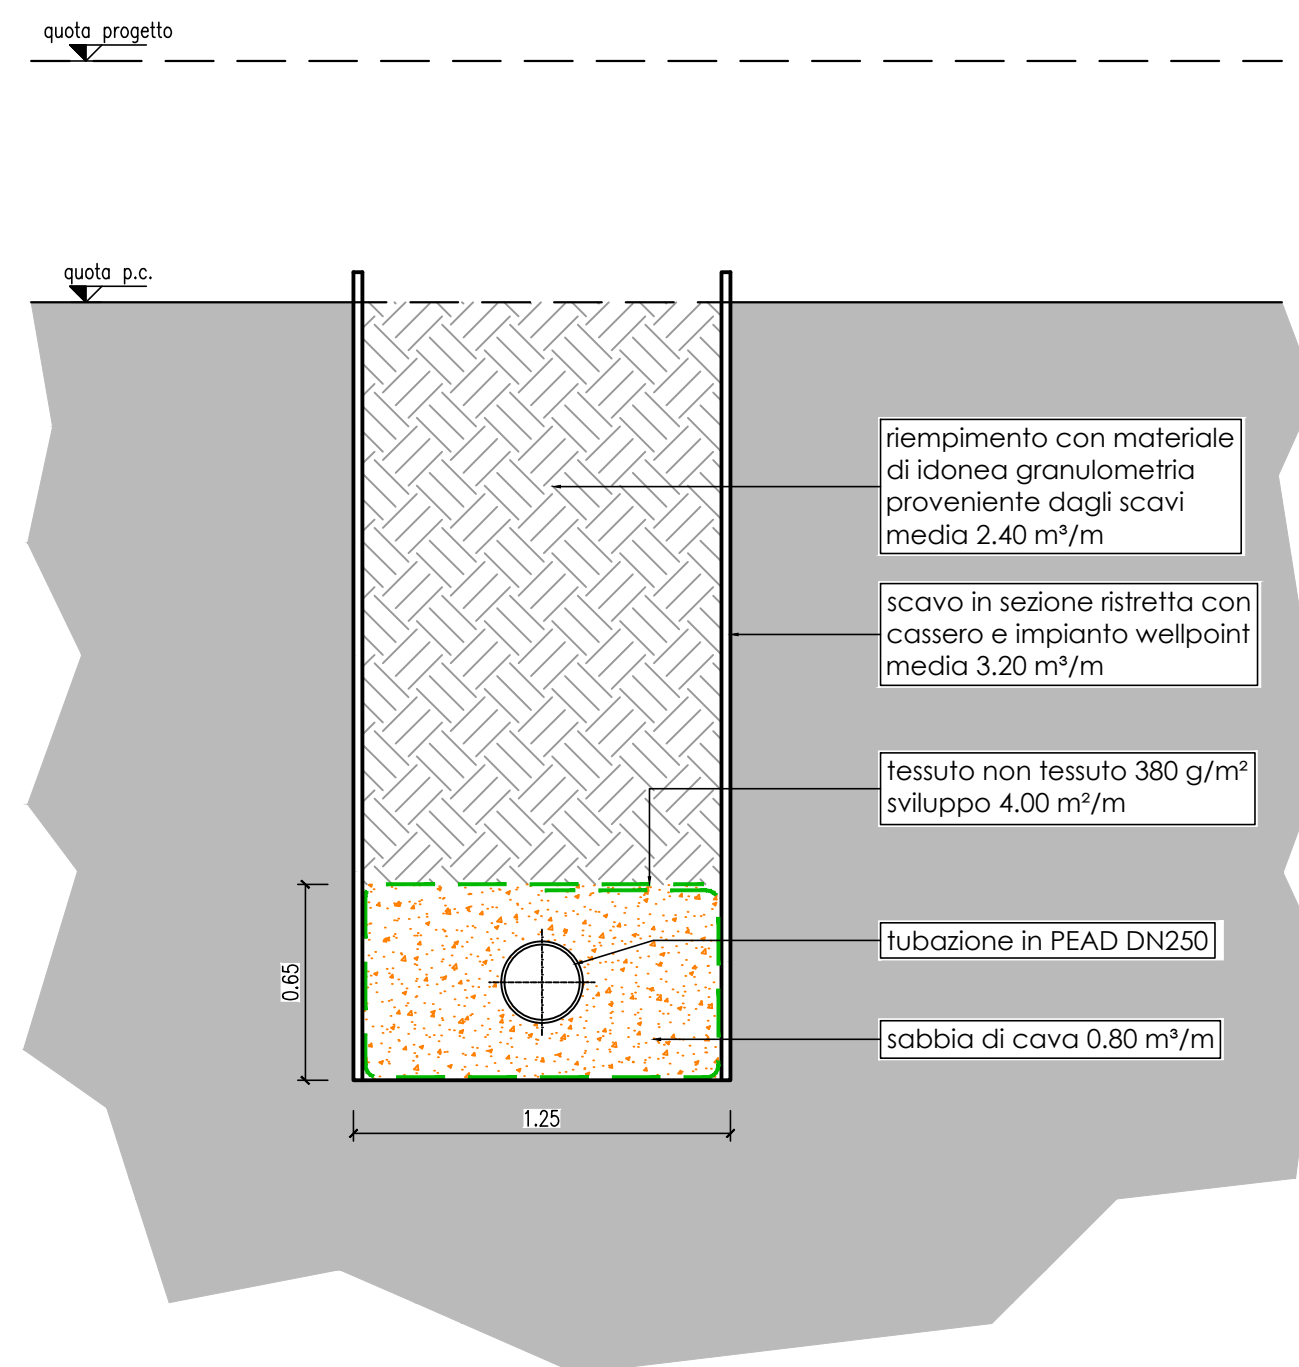 quota progetto
quota p.c.
riempimento con materiale
di idonea granulometria
proveniente dagli scavi
media 2.40 m³/m
scavo in sezione ristretta con
cassero e impianto wellpoint
media 3.20 m³/m
tessuto non tessuto 380 g/m²
sviluppo 4.00 m²/m
tubazione in PEAD DN250
0.65
sabbia di cava 0.80 m³/m
1.25